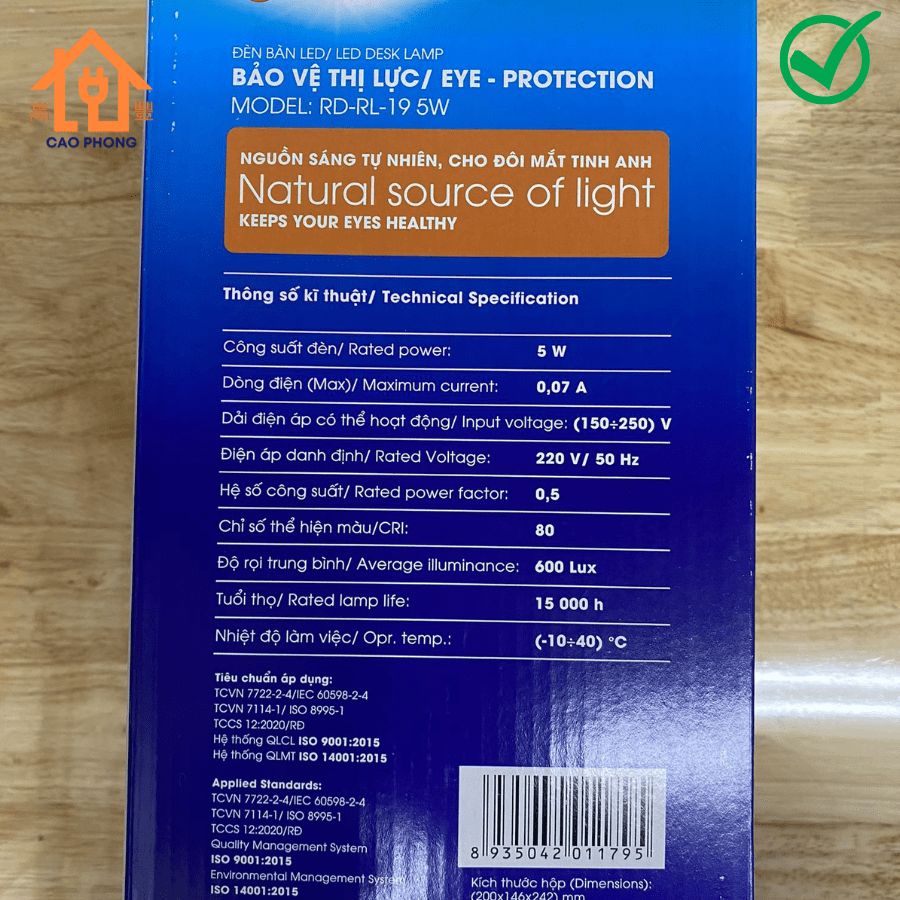 CAO PHONG
ĐÈN BÀN LED/ LED DESK LAMP
BẢO VỆ THỊ LỰC/ EYE - PROTECTION
MODEL: RD-RL-19 5W
NGUỒN SÁNG TỰ NHIÊN, CHO ĐÔI MẮT TINH ANH
Natural source of light
KEEPS YOUR EYES HEALTHY
Thông số kĩ thuật/ Technical Specification
Công suất đèn/ Rated power: 5 W
Dòng điện (Max)/ Maximum current: 0,07 A
Dải điện áp có thể hoạt động/ Input voltage: (150÷250) V
Điện áp danh định/ Rated Voltage: 220 V/ 50 Hz
Hệ số công suất/ Rated power factor: 0,5
Chỉ số thể hiện màu/CRI: 80
Độ rọi trung bình/ Average illuminance: 600 Lux
Tuổi thọ/ Rated lamp life: 15 000 h
Nhiệt độ làm việc/ Opr. temp.: (-10÷40) °C
Tiêu chuẩn áp dụng:
TCVN 7722-2-4/IEC 60598-2-4
TCVN 7114-1/ ISO 8995-1
TCCS 12:2020/RĐ
Hệ thống QLCL ISO 9001:2015
Hệ thống QLMT ISO 14001:2015
Applied Standards:
TCVN 7722-2-4/IEC 60598-2-4
TCVN 7114-1/ ISO 8995-1
TCCS 12:2020/RĐ
Quality Management System
ISO 9001:2015
Environmental Management System
ISO 14001:2015
8 935042 011795
Kích thước hộp (Dimensions):
(200x146x242) mm